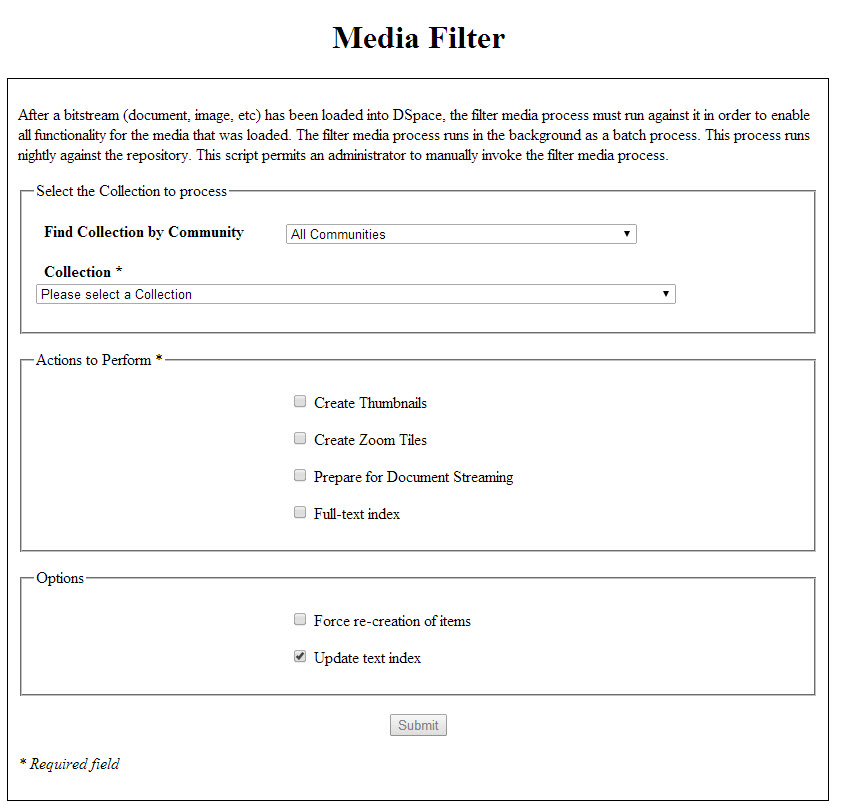 Media Filter
After a bitstream (document, image, etc) has been loaded into DSpace, the filter media process must run against it in order to enable
all functionality for the media that was loaded. The filter media process runs in the background as a batch process. This process runs
nightly against the repository. This script permits an administrator to manually invoke the filter media process.
Select the Collection to process
Find Collection by Community All Communities
Collection *
Please select a Collection
Actions to Perform *
Create Thumbnails
Create Zoom Tiles
Prepare for Document Streaming
Full-text index
Options
Force re-creation of items
Update text index
Submit
* Required field